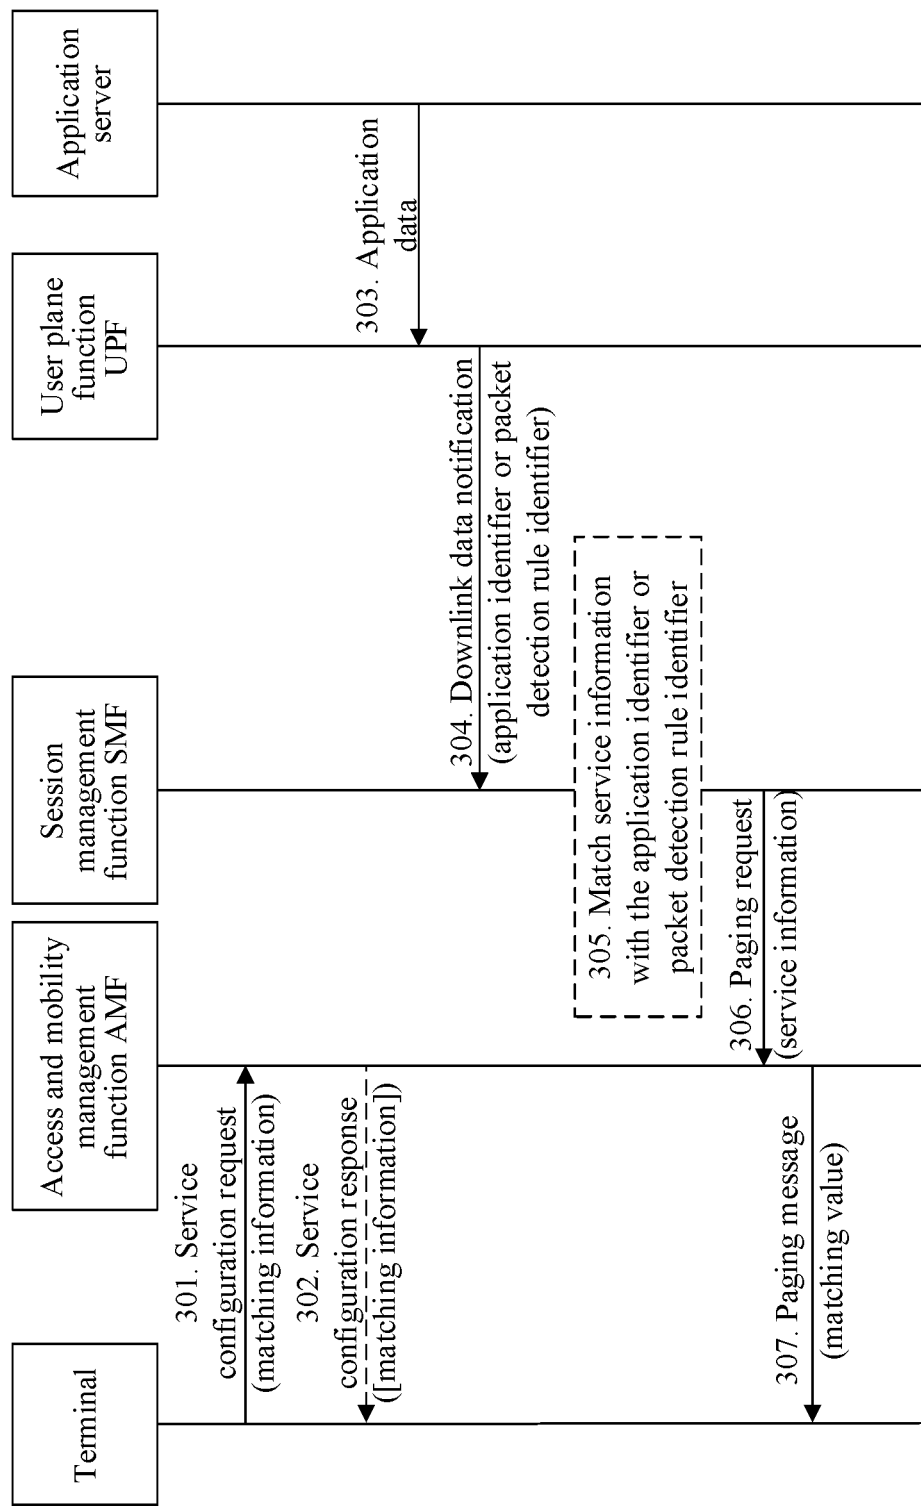 Terminal
Access and mobility
management
function AMF
Session
management
function SMF
User plane
function
UPF
Application
server
301. Service
configuration request
(matching information)
302. Service
configuration response
([matching information])
303. Application
data
304. Downlink data notification
(application identifier or packet
detection rule identifier)
305. Match service information
with the application identifier or
packet detection rule identifier
306. Paging request
(service information)
307. Paging message
(matching value)